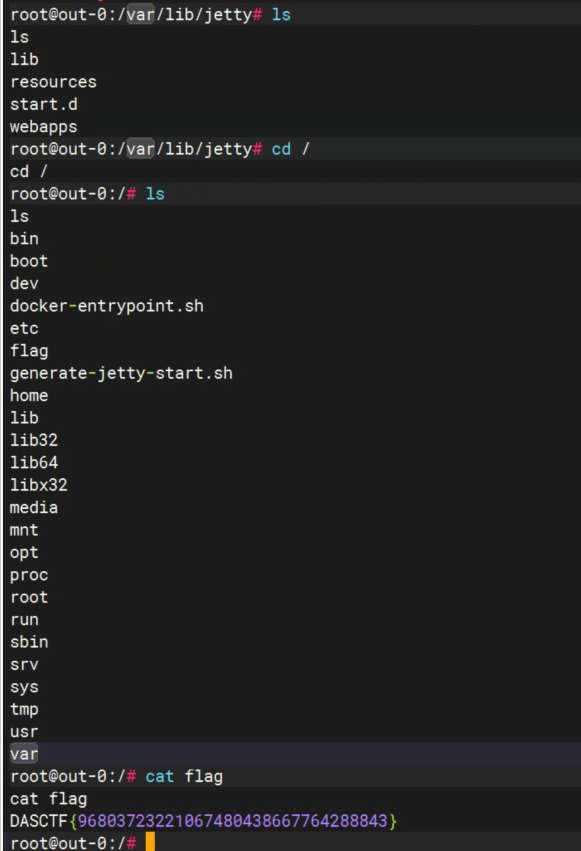 root@out-0:/var/lib/jetty# ls
ls
lib
resources
start.d
webapps
root@out-0:/var/lib/jetty# cd /
cd /
root@out-0:/# ls
ls
bin
boot
dev
docker-entrypoint.sh
etc
flag
generate-jetty-start.sh
home
lib
lib32
lib64
libx32
media
mnt
opt
proc
root
run
sbin
srv
sys
tmp
usr
var
root@out-0:/# cat flag
cat flag
DASCTF{96803723221067480438667764288843}
root@out-0:/#